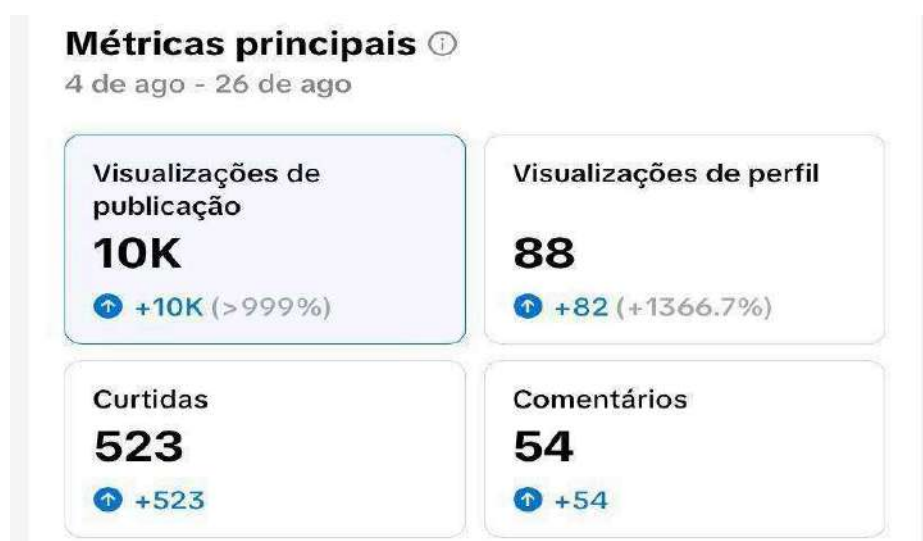 Métricas principais
4 de ago - 26 de ago
Visualizações de
publicação
10K
+10K (>999%)
Visualizações de perfil
88
+82 (+1366.7%)
Curtidas
523
+523
Comentários
54
+54